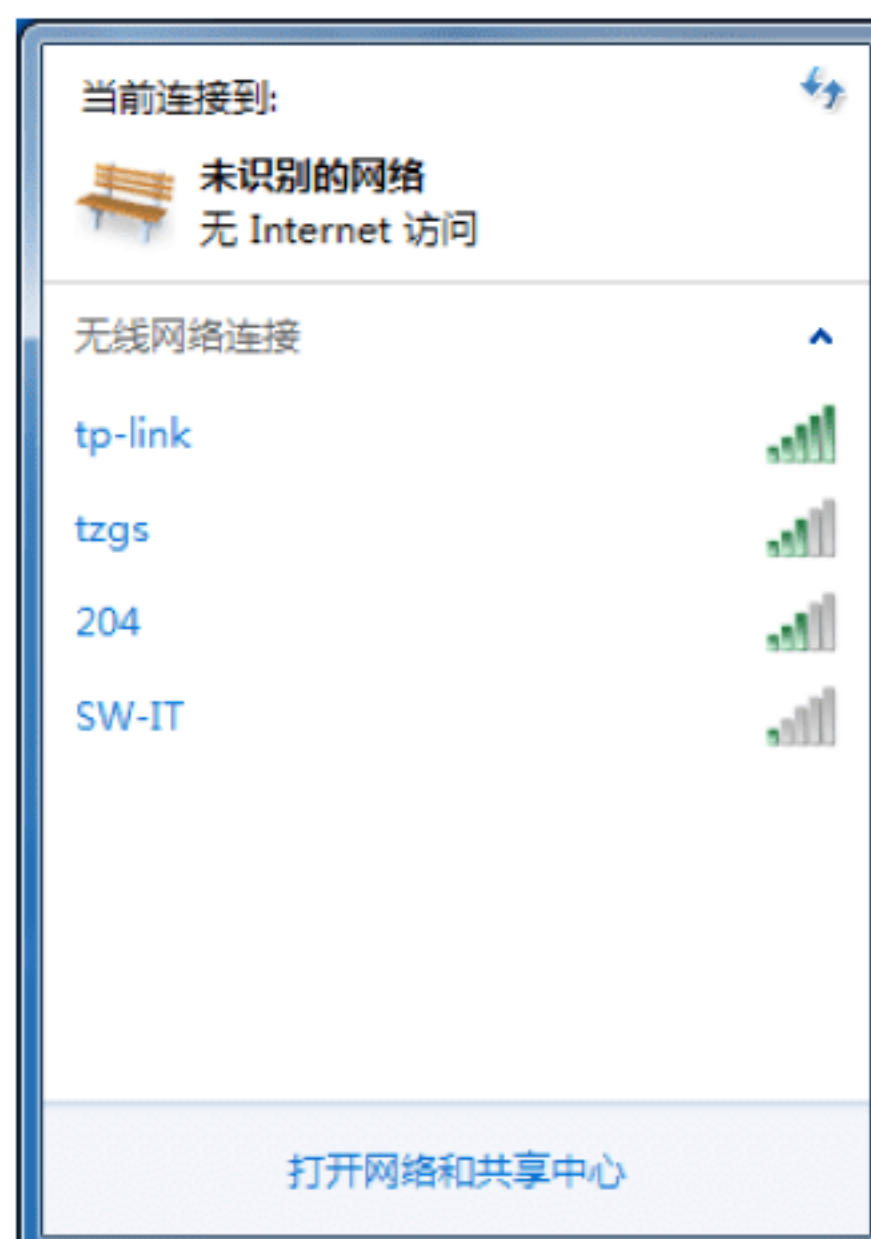 当前连接到:
未识别的网络
无 Internet 访问
无线网络连接
tp-link
tzgs
204
SW-IT
打开网络和共享中心